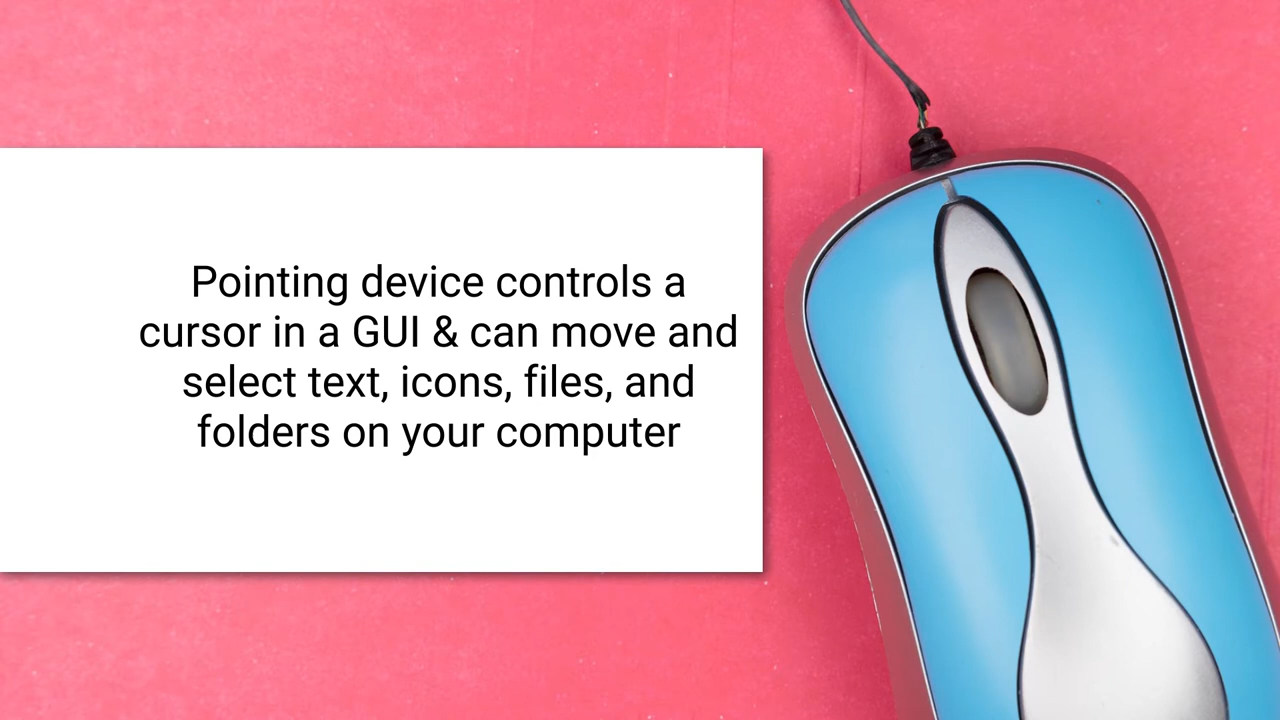 Pointing device controls a
cursor in a GUI & can move and
select text, icons, files, and
folders on your computer